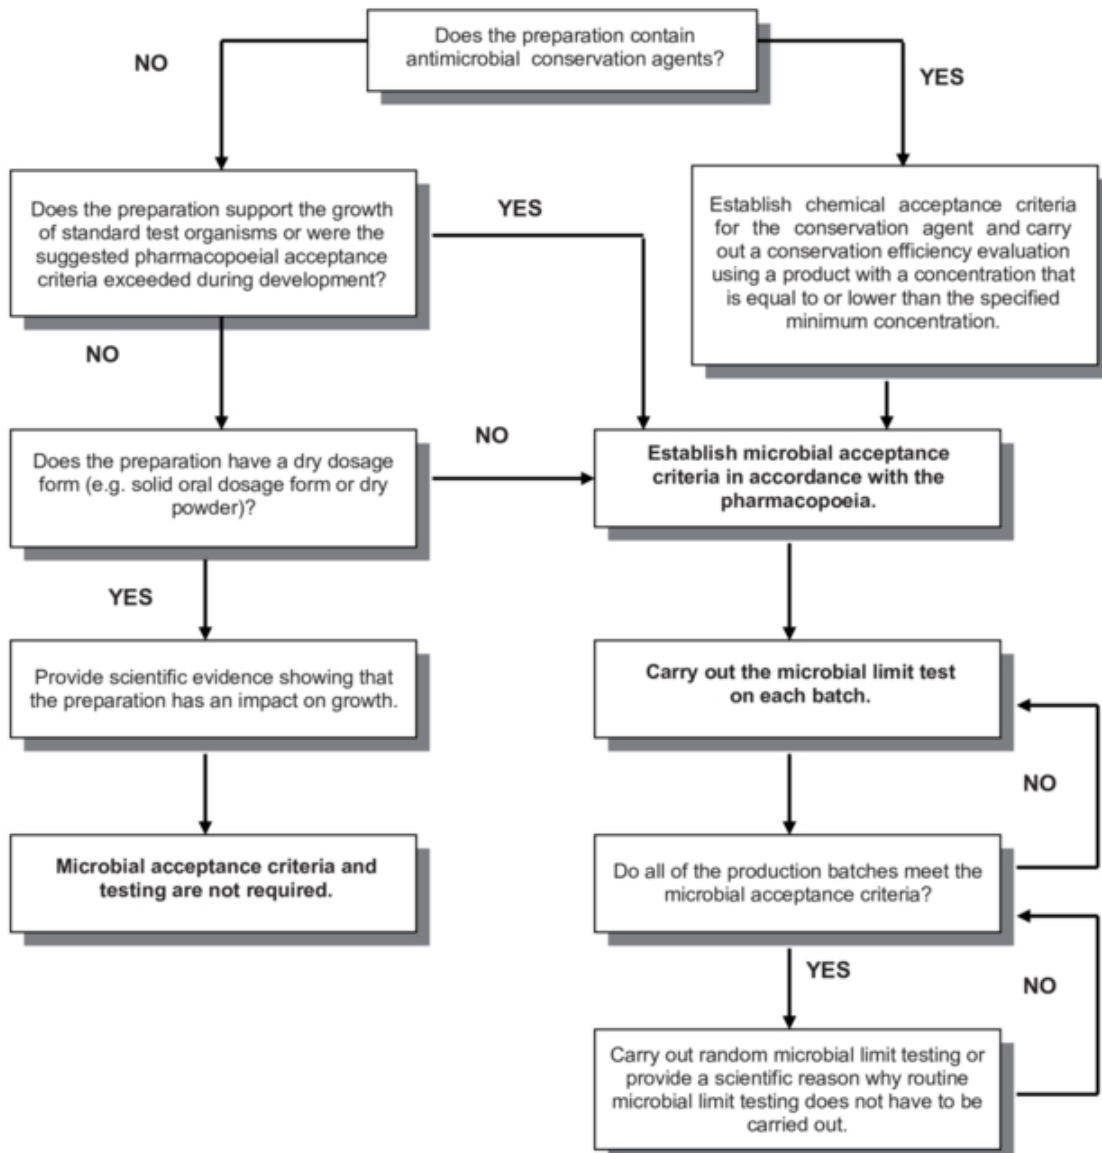 Does the preparation contain
antimicrobial conservation agents?
NO
YES
Does the preparation support the growth
of standard test organisms or were the
suggested pharmacopoeial acceptance
criteria exceeded during development?
YES
Establish chemical acceptance criteria
for the conservation agent and carry
out a conservation efficiency evaluation
using a product with a concentration that
is equal to or lower than the specified
minimum concentration.
NO
Does the preparation have a dry dosage
form (e.g. solid oral dosage form or dry
powder)?
NO
Establish microbial acceptance
criteria in accordance with the
pharmacopoeia.
YES
Provide scientific evidence showing that
the preparation has an impact on growth.
Carry out the microbial limit test
on each batch.
NO
Microbial acceptance criteria and
testing are not required.
Do all of the production batches meet the
microbial acceptance criteria?
YES
NO
Carry out random microbial limit testing or
provide a scientific reason why routine
microbial limit testing does not have to be
carried out.